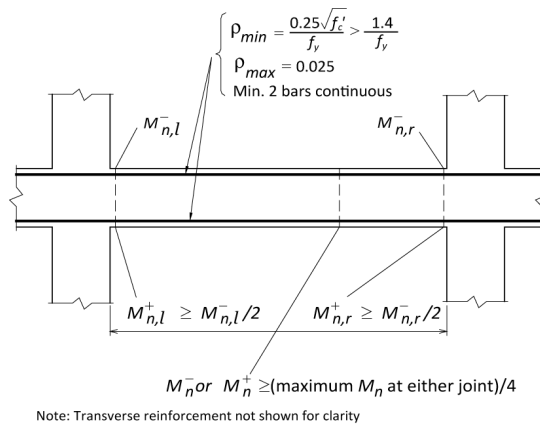 ρmin = 0.25√fc′/fy > 1.4/fy
ρmax = 0.025
Min. 2 bars continuous
M⁻n,l
M⁻n,r
M⁺n,l ≥ M⁻n,l/2
M⁺n,r ≥ M⁻n,r/2
M⁻n or M⁺n ≥(maximum Mn at either joint)/4
Note: Transverse reinforcement not shown for clarity